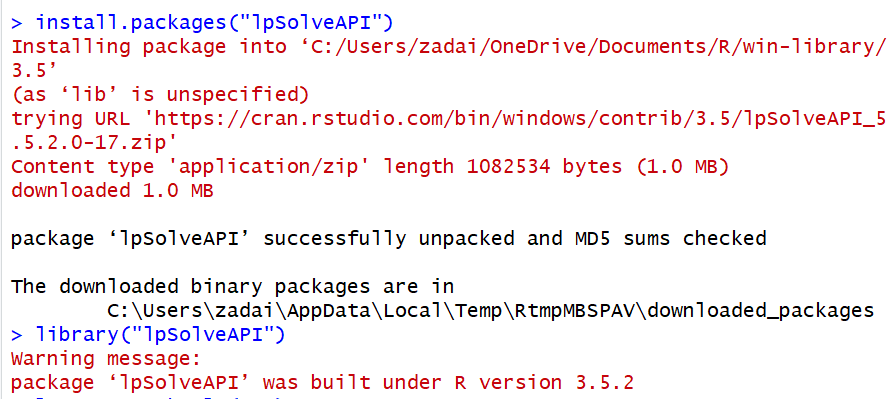 > install.packages("lpSolveAPI")
Installing package into ‘C:/Users/zadai/OneDrive/Documents/R/win-library/
3.5’
(as ‘lib’ is unspecified)
trying URL 'https://cran.rstudio.com/bin/windows/contrib/3.5/lpSolveAPI_5
.5.2.0-17.zip'
Content type 'application/zip' length 1082534 bytes (1.0 MB)
downloaded 1.0 MB
package ‘lpSolveAPI’ successfully unpacked and MD5 sums checked
The downloaded binary packages are in
C:\Users\zadai\AppData\Local\Temp\RtmpMBSPAV\downloaded_packages
> library("lpSolveAPI")
Warning message:
package ‘lpSolveAPI’ was built under R version 3.5.2